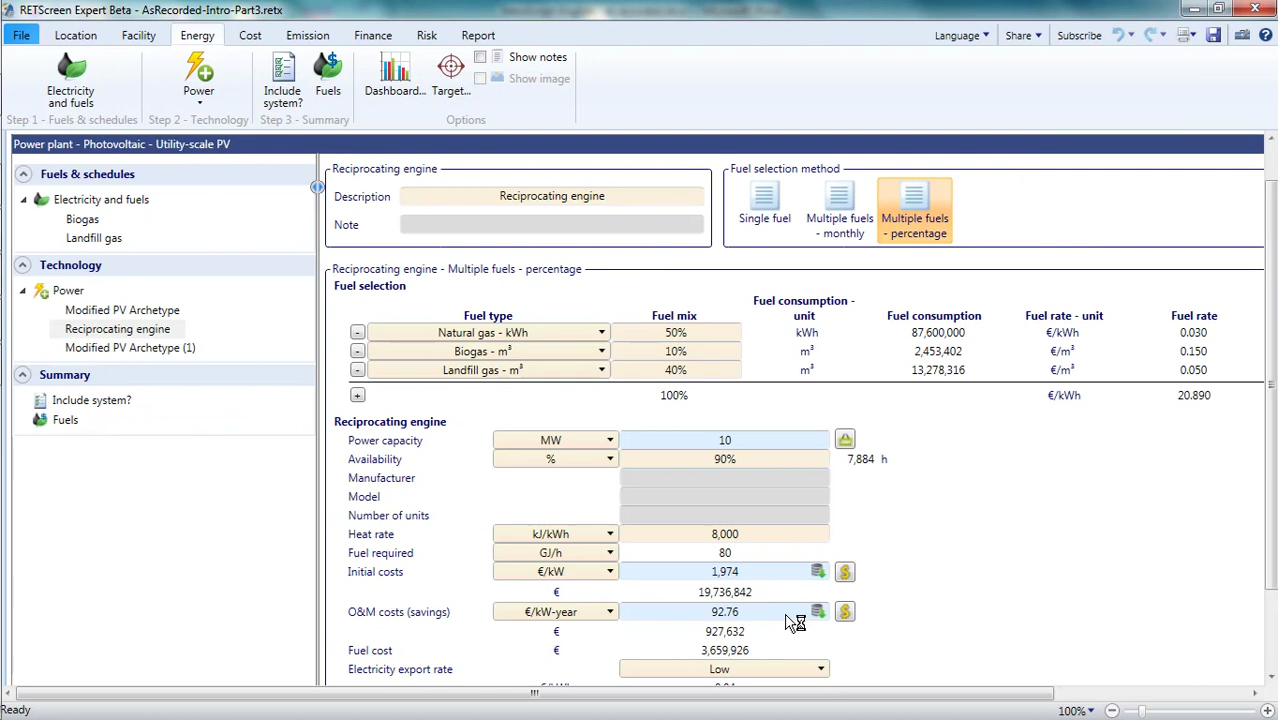 RETScreen Expert Beta - AsRecorded-Intro-Part3.retx
File Location Facility Energy Cost Emission Finance Risk Report Language Share Subscribe
Electricity and fuels
Power
Include system?
Fuels
Dashboard...
Target...
Show notes
Show image
Step 1 - Fuels & schedules Step 2 - Technology Step 3 - Summary Options
Power plant - Photovoltaic - Utility-scale PV
Fuels & schedules
Electricity and fuels
Biogas
Landfill gas
Technology
Power
Modified PV Archetype
Reciprocating engine
Modified PV Archetype (1)
Summary
Include system?
Fuels
Reciprocating engine
Description Reciprocating engine
Note
Fuel selection method
Single fuel
Multiple fuels - monthly
Multiple fuels - percentage
Reciprocating engine - Multiple fuels - percentage
Fuel selection
Fuel consumption -
Fuel type Fuel mix unit Fuel consumption Fuel rate - unit Fuel rate
- Natural gas - kWh 50% kWh 87,600,000 €/kWh 0.030
- Biogas - m³ 10% m³ 2,453,402 €/m³ 0.150
- Landfill gas - m³ 40% m³ 13,278,316 €/m³ 0.050
+ 100% €/kWh 20.890
Reciprocating engine
Power capacity MW 10
Availability % 90% 7,884 h
Manufacturer
Model
Number of units
Heat rate kJ/kWh 8,000
Fuel required GJ/h 80
Initial costs €/kW 1,974 $
€ 19,736,842
O&M costs (savings) €/kW-year 92.76 $
€ 927,632
Fuel cost € 3,659,926
Electricity export rate Low
Ready 100%